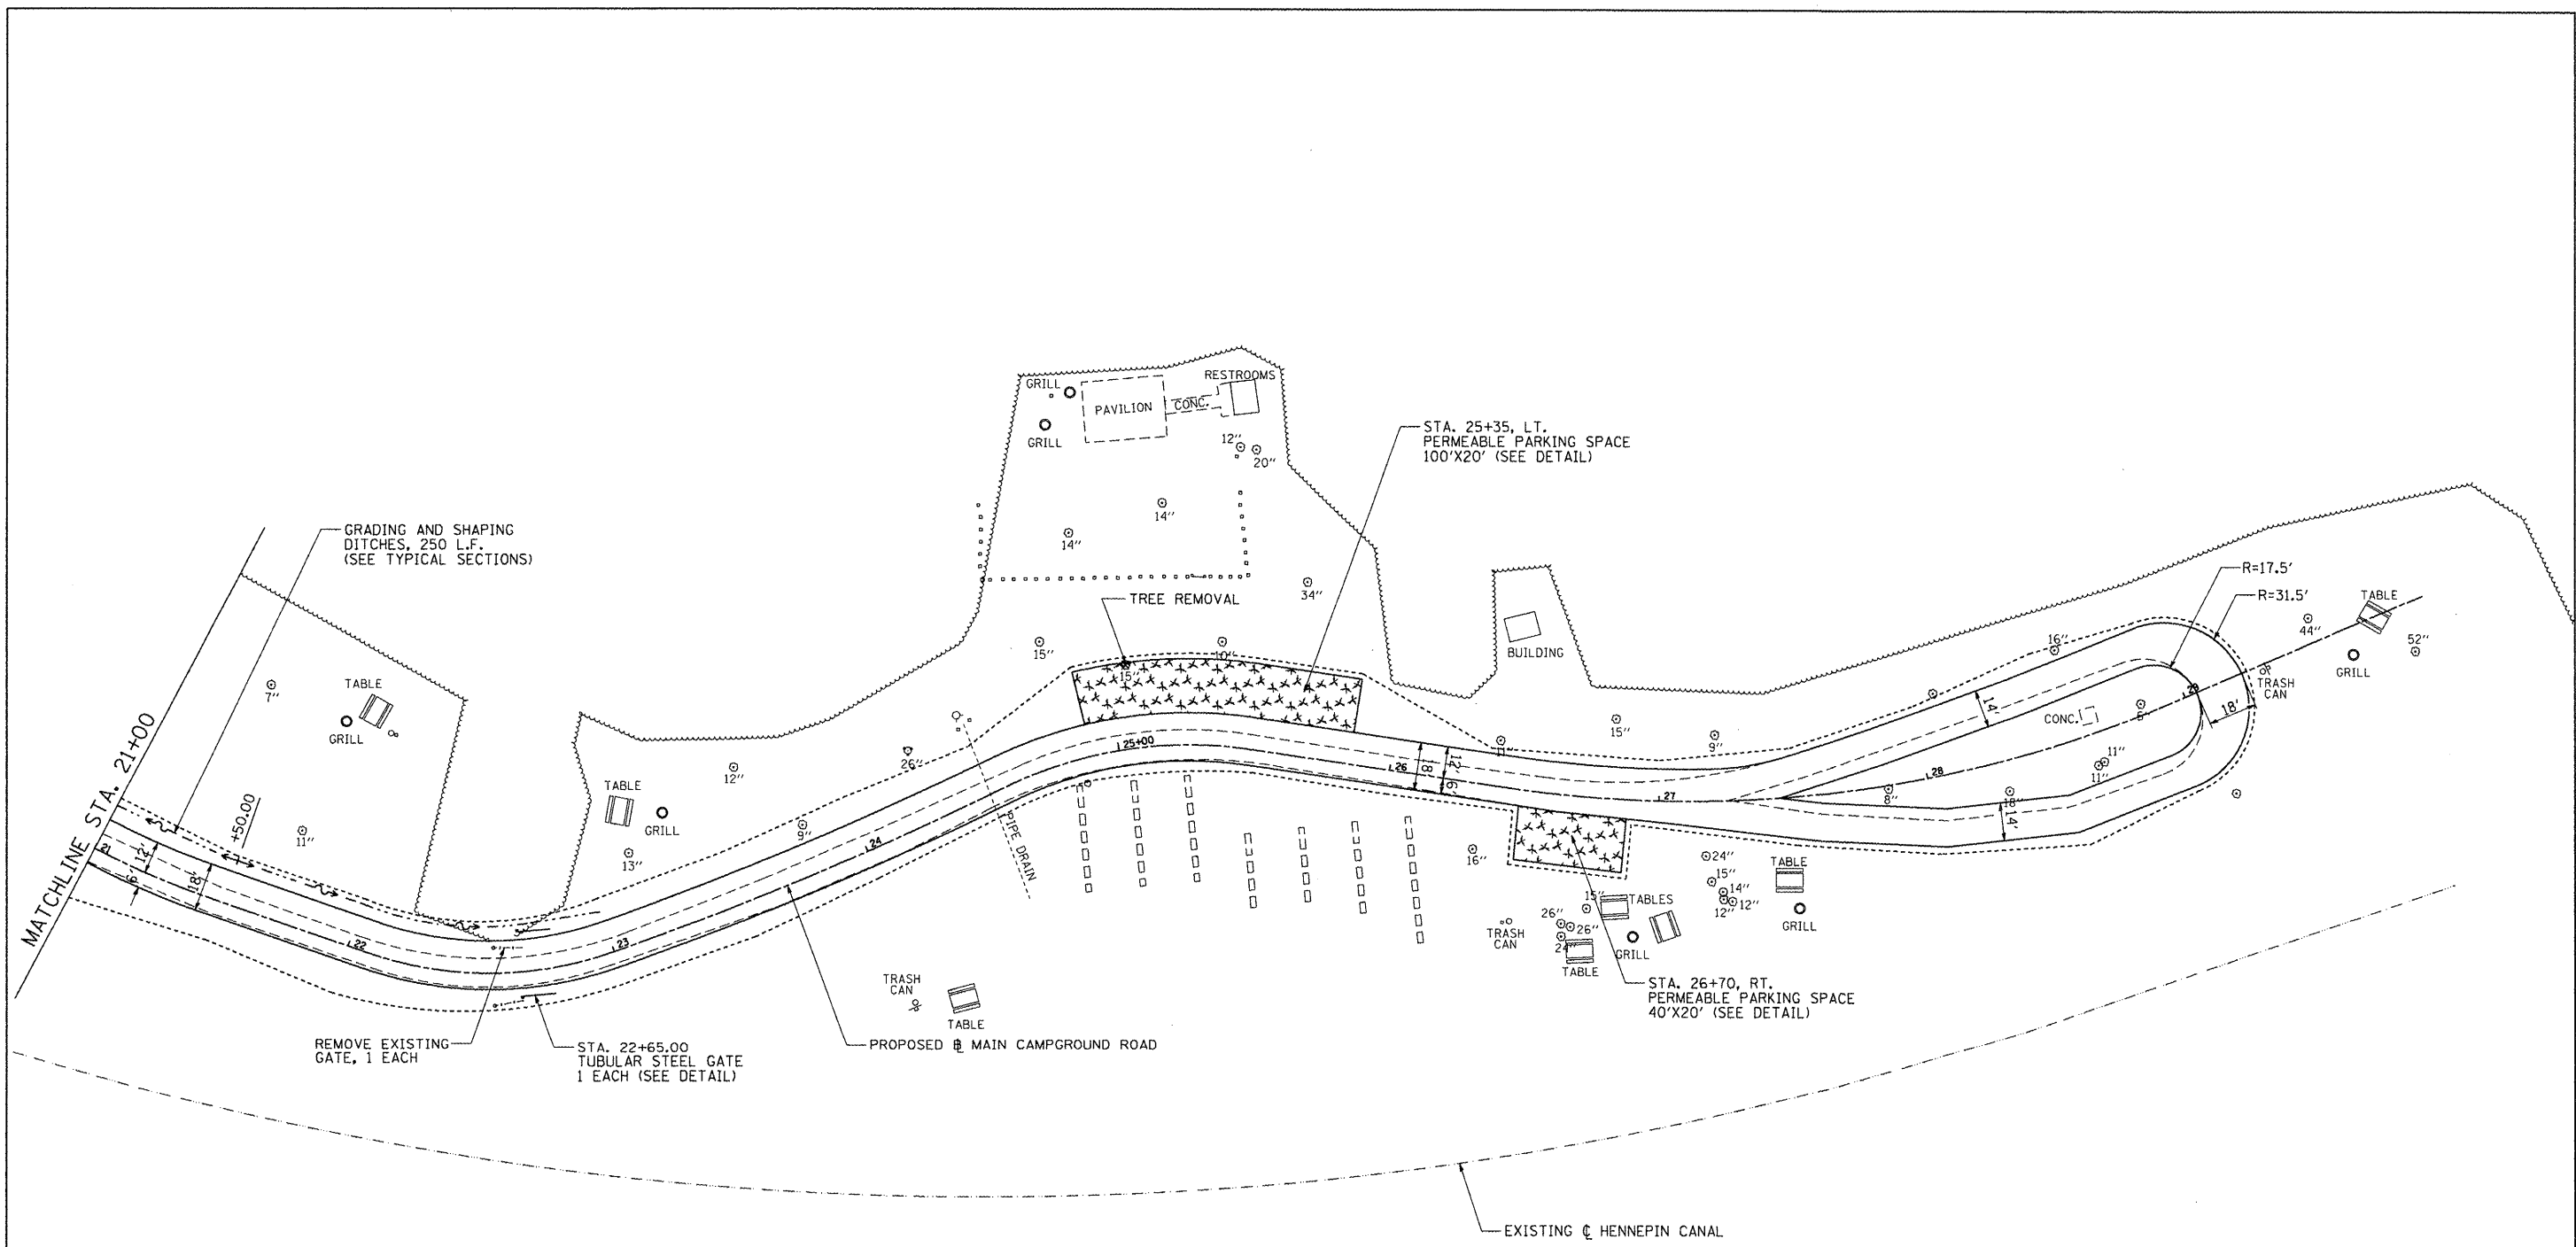 GRILL
RESTROOMS
PAVILION
CONC.
GRILL
12"
20"
STA. 25+35, LT.
PERMEABLE PARKING SPACE
100'X20' (SEE DETAIL)
14"
14"
GRADING AND SHAPING
DITCHES, 250 L.F.
(SEE TYPICAL SECTIONS)
34"
TREE REMOVAL
R=17.5'
R=31.5'
TABLE
44"
52"
GRILL
TRASH
CAN
16"
15"
10"
15"
BUILDING
7"
TABLE
GRILL
MATCHLINE STA. 21+00
+50.00
11"
12"
TABLE
GRILL
13"
9"
26"
PIPE DRAIN
15"
9"
14'
CONC.
11"
11"
8"
18"
14'
18'
29
28
27
26
25+00
24
23
22
21
12'
6'
18'
18'
12'
6'
16"
24"
15"
14"
12"
12"
TABLE
GRILL
15"
TABLES
26"
26"
24"
GRILL
TABLE
TRASH
CAN
TRASH
CAN
TABLE
STA. 26+70, RT.
PERMEABLE PARKING SPACE
40'X20' (SEE DETAIL)
REMOVE EXISTING
GATE, 1 EACH
STA. 22+65.00
TUBULAR STEEL GATE
1 EACH (SEE DETAIL)
PROPOSED ℄ MAIN CAMPGROUND ROAD
EXISTING ℄ HENNEPIN CANAL